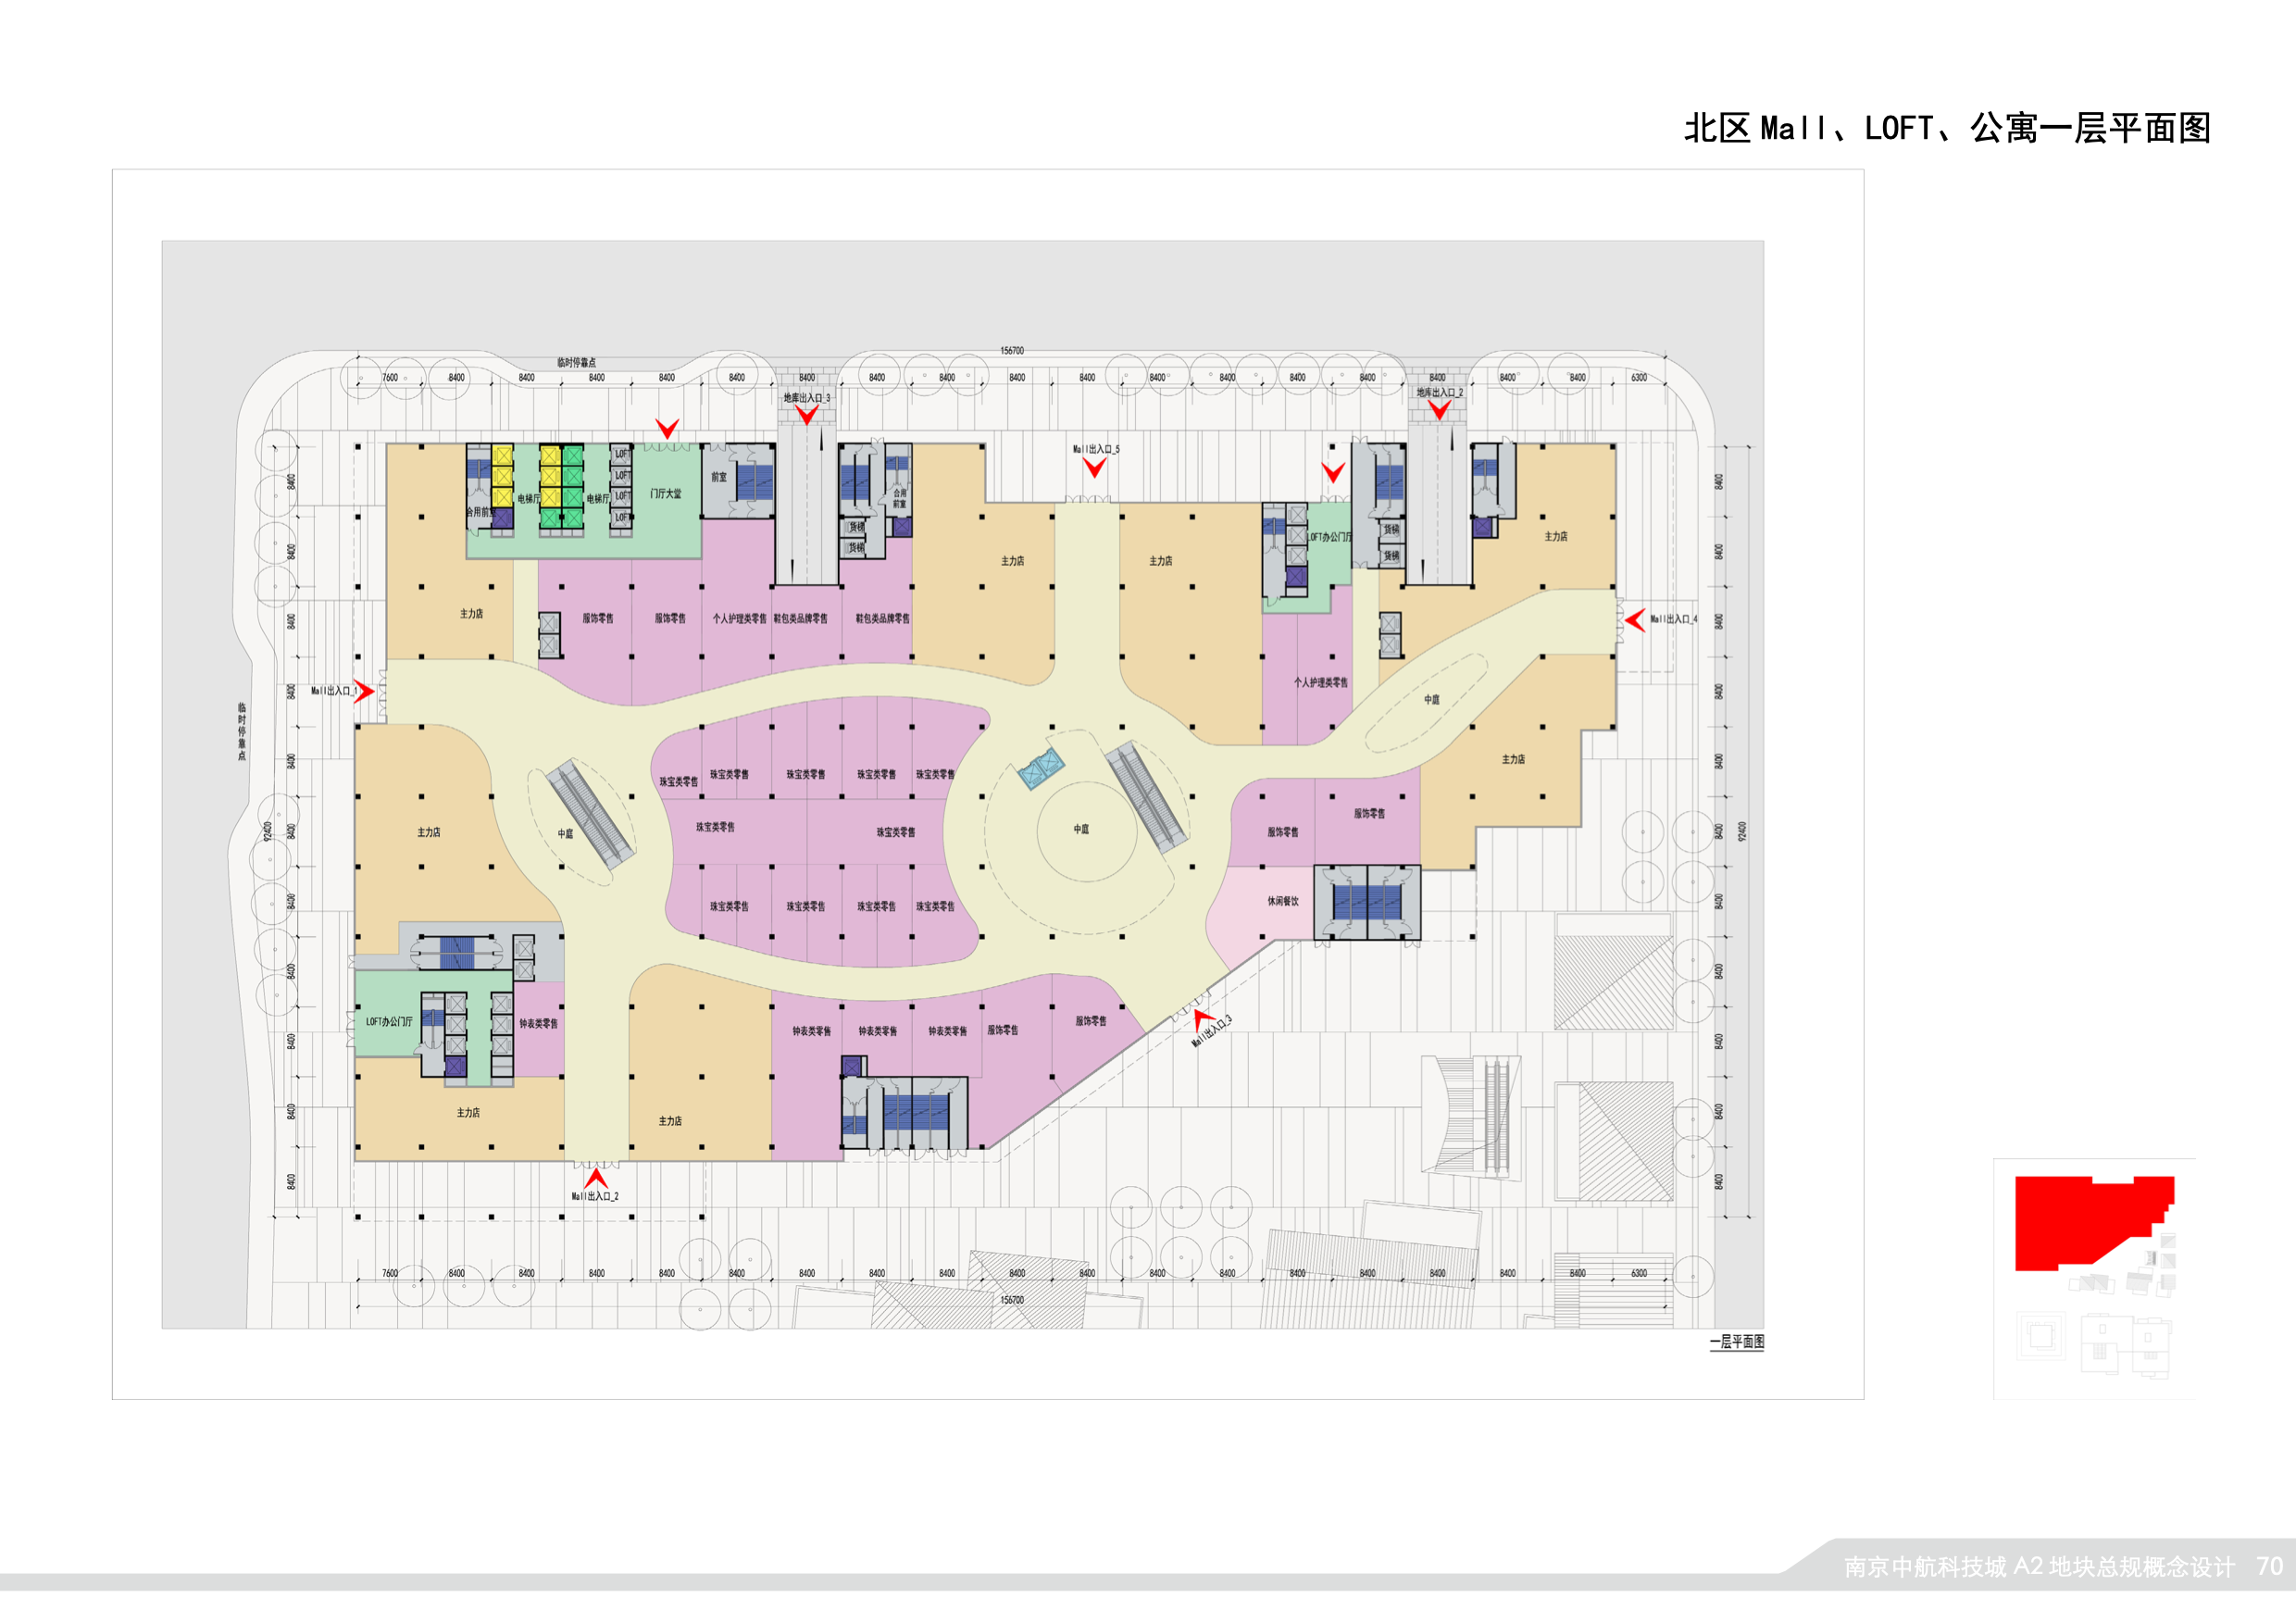 北区 Mall、LOFT、公寓一层平面图
156700
临时停靠点
7600 8400 8400 8400 8400 8400 8400 8400 8400 8400 8400 8400 8400 8400 8400 8400 8400 8400 6300
地库出入口_3
地库出入口_2
Mall出入口_5
LOFT
LOFT
LOFT
LOFT
前室
电梯厅
电梯厅
门厅大堂
合用前室
合用
前室
货梯
货梯
货梯
货梯
LOFT办公门厅
主力店
主力店
主力店
主力店
服饰零售
服饰零售
个人护理类零售
鞋包类品牌零售
鞋包类品牌零售
Mall出入口_4
个人护理类零售
Mall出入口_1
中庭
临时停靠点
主力店
珠宝类零售
珠宝类零售
珠宝类零售
珠宝类零售
珠宝类零售
主力店
中庭
珠宝类零售
珠宝类零售
中庭
服饰零售
服饰零售
珠宝类零售
珠宝类零售
珠宝类零售
珠宝类零售
休闲餐饮
LOFT办公门厅
钟表类零售
钟表类零售
钟表类零售
钟表类零售
服饰零售
服饰零售
Mall出入口_3
主力店
主力店
Mall出入口_2
8400
8400
8400
8400
8400
8400
8400
8400
8400
8400
8400
92400
8400
8400
8400
8400
8400
8400
8400
8400
8400
8400
8400
92400
7600 8400 8400 8400 8400 8400 8400 8400 8400 8400 8400 8400 8400 8400 8400 8400 8400 8400 6300
156700
一层平面图
南京中航科技城 A2 地块总规概念设计 70